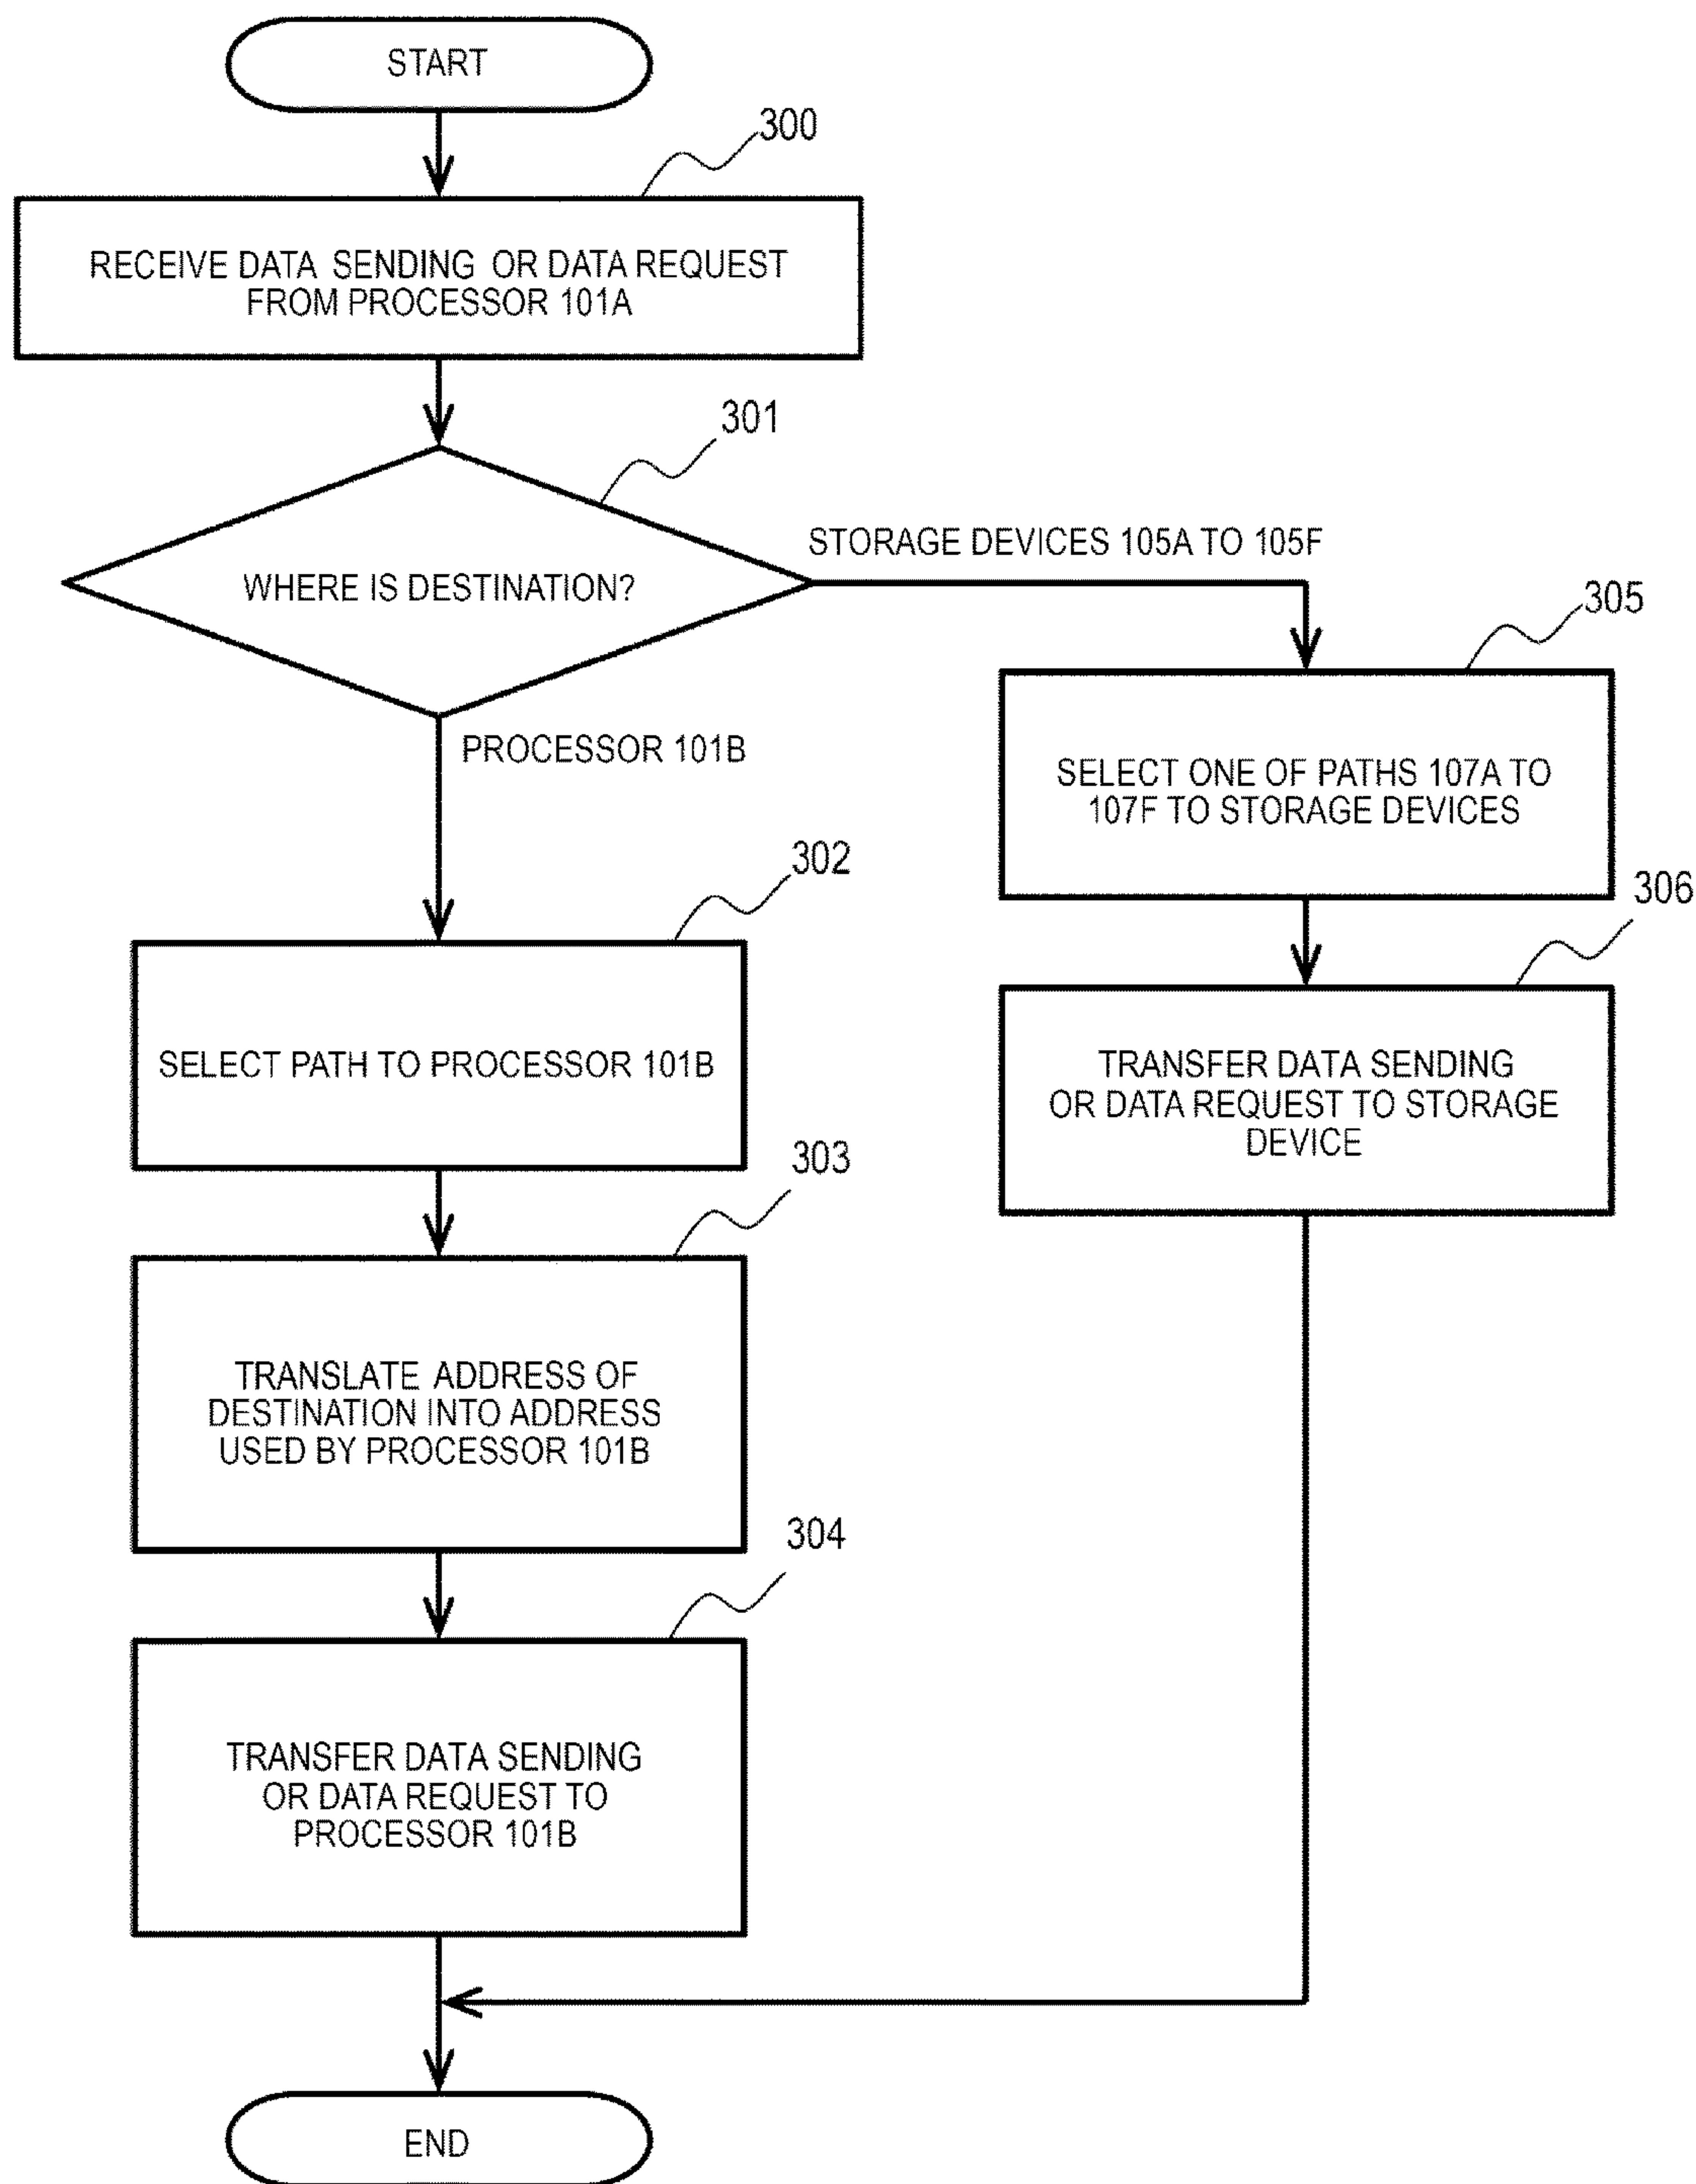 START
300
RECEIVE DATA SENDING OR DATA REQUEST
FROM PROCESSOR 101A
301
WHERE IS DESTINATION?
STORAGE DEVICES 105A TO 105F
PROCESSOR 101B
305
SELECT ONE OF PATHS 107A TO
107F TO STORAGE DEVICES
302
SELECT PATH TO PROCESSOR 101B
306
TRANSFER DATA SENDING
OR DATA REQUEST TO STORAGE
DEVICE
303
TRANSLATE ADDRESS OF
DESTINATION INTO ADDRESS
USED BY PROCESSOR 101B
304
TRANSFER DATA SENDING
OR DATA REQUEST TO
PROCESSOR 101B
END